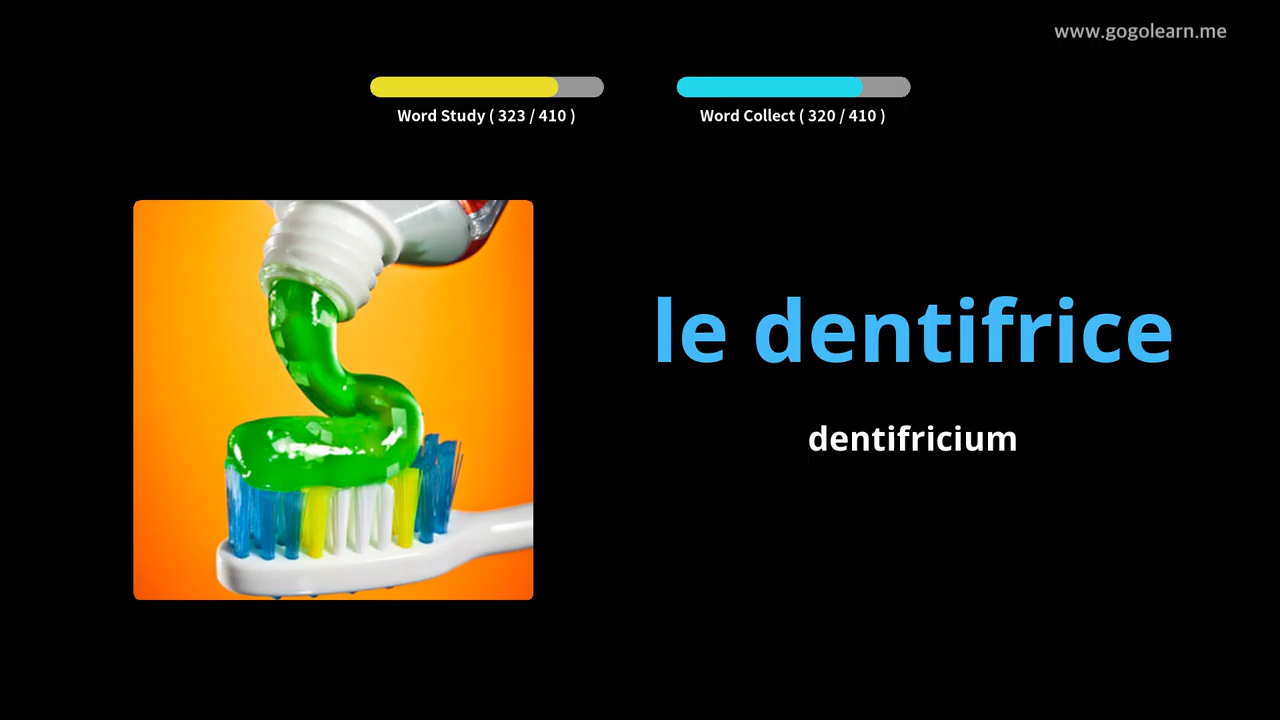 www.gogolearn.me
Word Study ( 323 / 410 )
Word Collect ( 320 / 410 )
le dentifrice
dentifricium